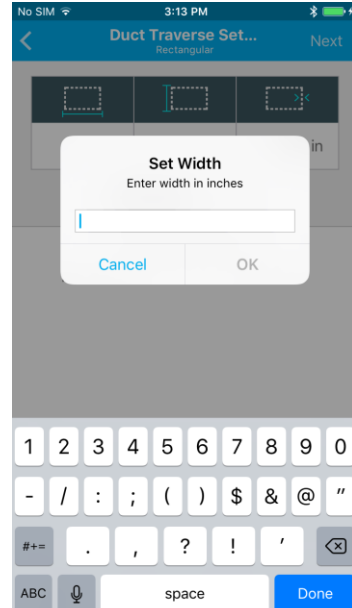 No SIM 3:13 PM
Duct Traverse Set... Next
Rectangular
in
Set Width
Enter width in inches
Cancel OK
1 2 3 4 5 6 7 8 9 0
- / : ; ( ) $ & @ "
#+= . , ? ! '
ABC space Done